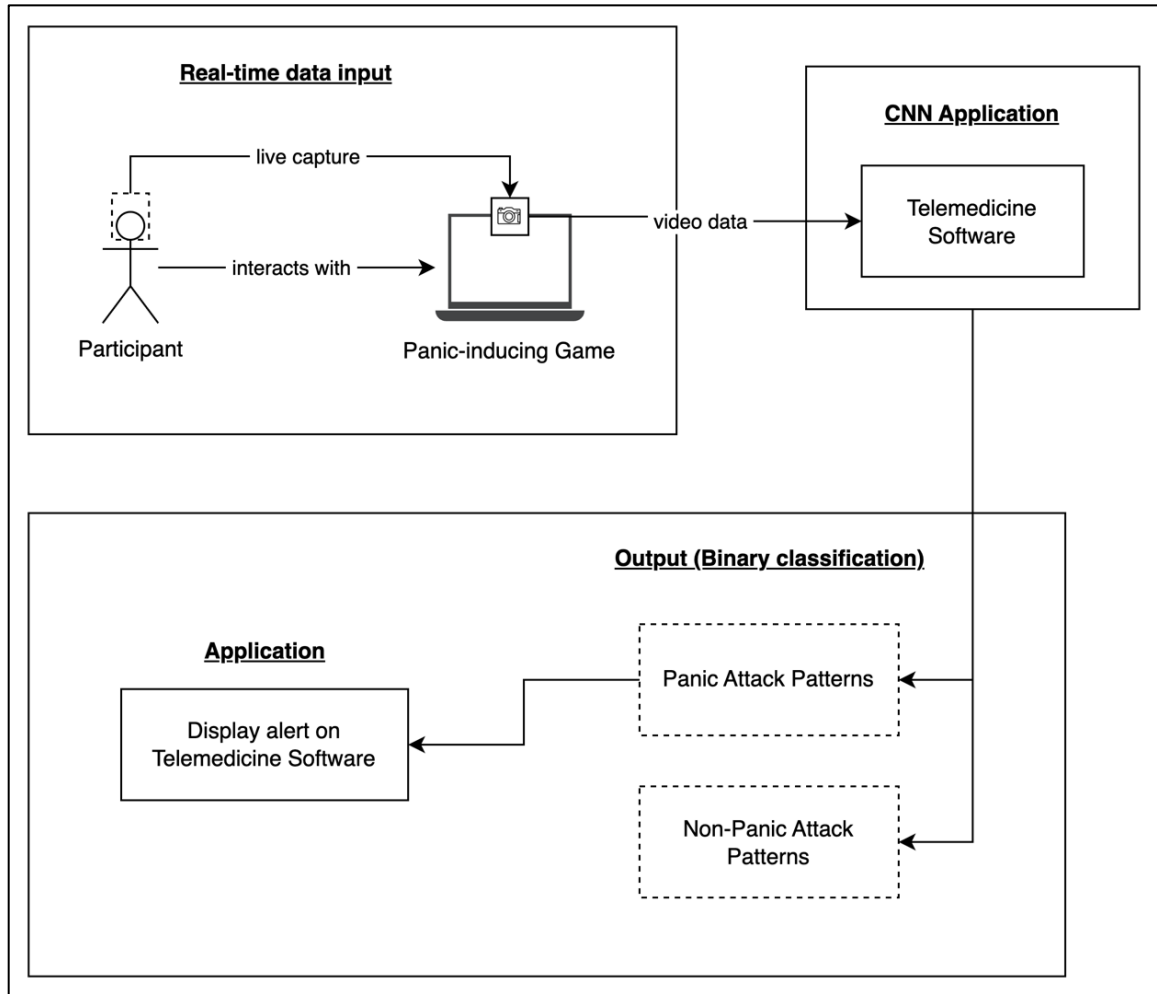 Real-time data input
live capture
interacts with
Participant
Panic-inducing Game
video data
CNN Application
Telemedicine
Software
Output (Binary classification)
Panic Attack Patterns
Non-Panic Attack
Patterns
Application
Display alert on
Telemedicine Software